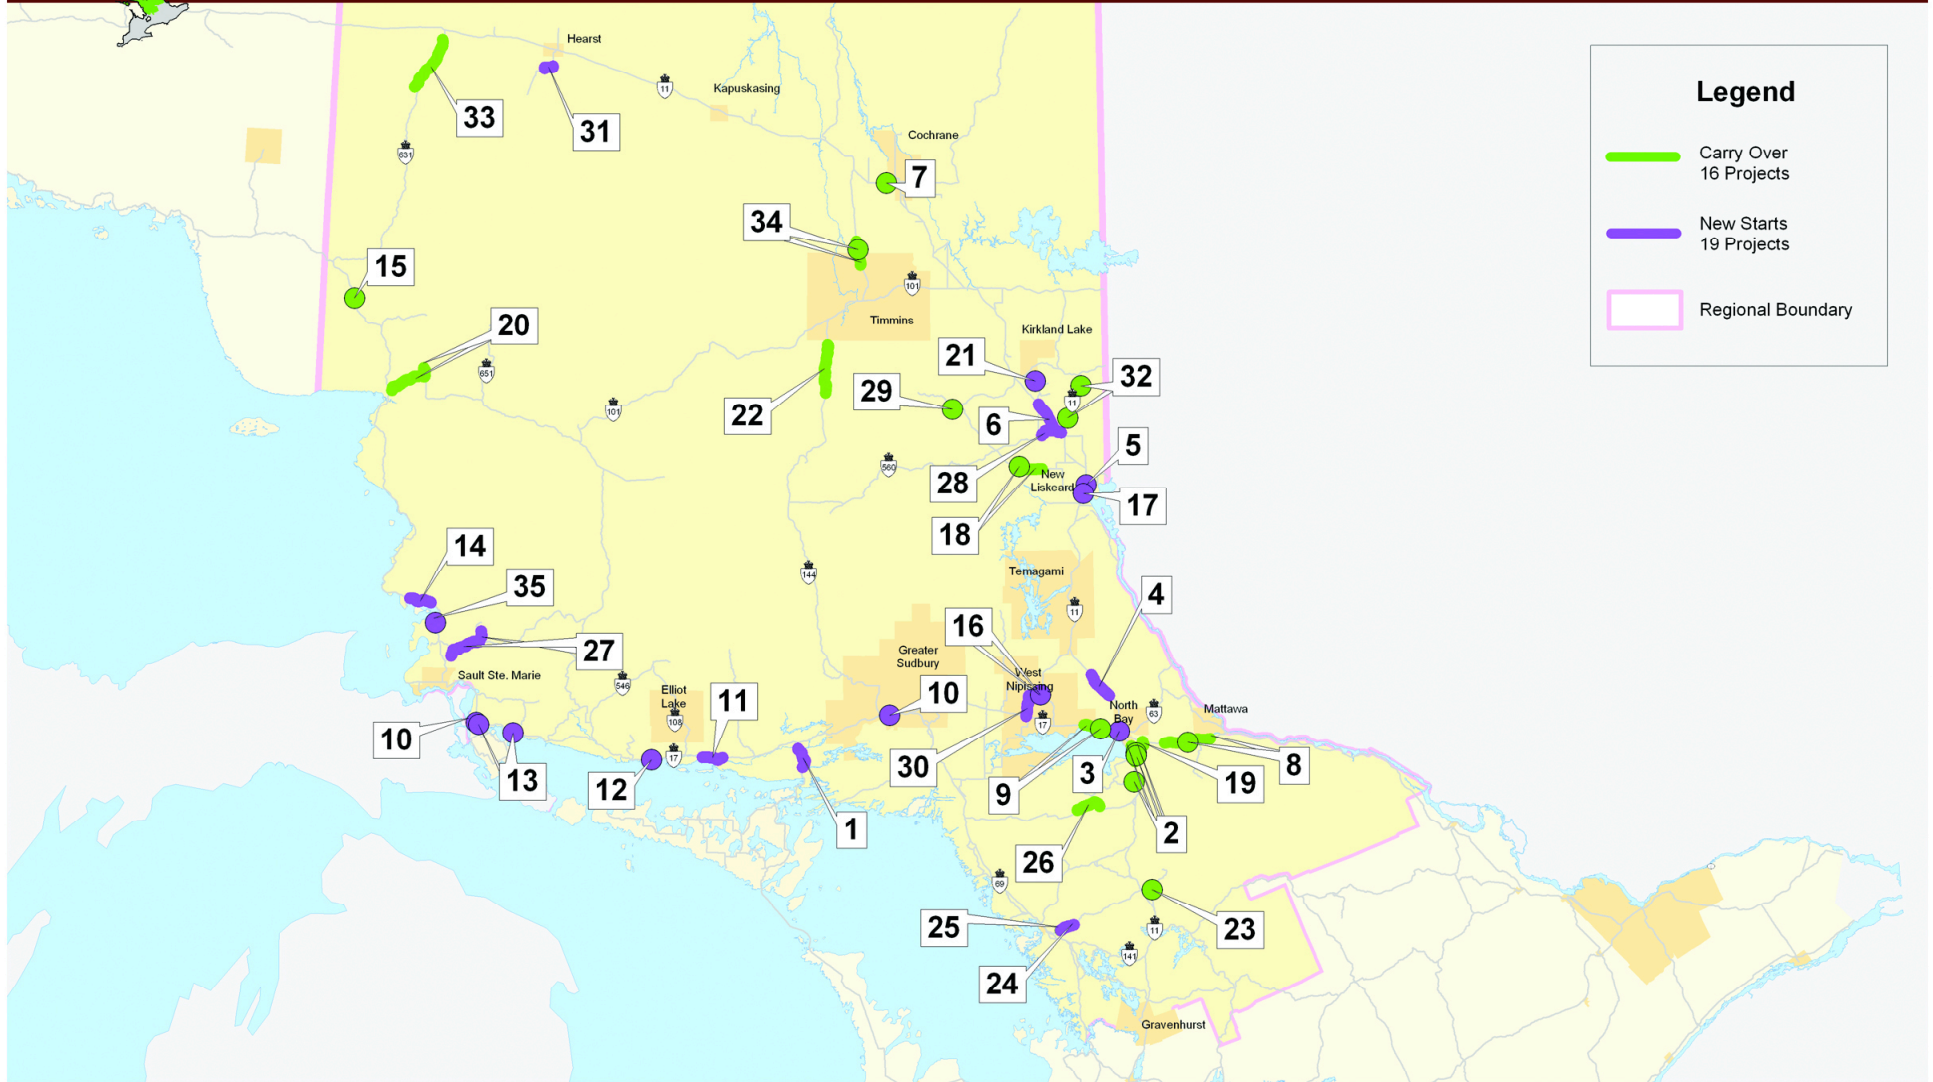 Hearst
33
31
11
Kapuskasing
Cochrane
631
7
34
15
101
Timmins
20
Kirkland Lake
21
32
651
29
22
101
11
6
5
560
28
New
Liskeard
17
18
14
144
Temagami
35
4
11
16
27
Greater
Sudbury
West
Nipissing
Sault Ste. Marie
546
Elliot
Lake
108
11
10
North
Bay
63
Mattawa
17
10
17
30
3
8
13
12
9
19
1
2
26
69
25
11
23
141
24
Gravenhurst
Legend
Carry Over
16 Projects
New Starts
19 Projects
Regional Boundary